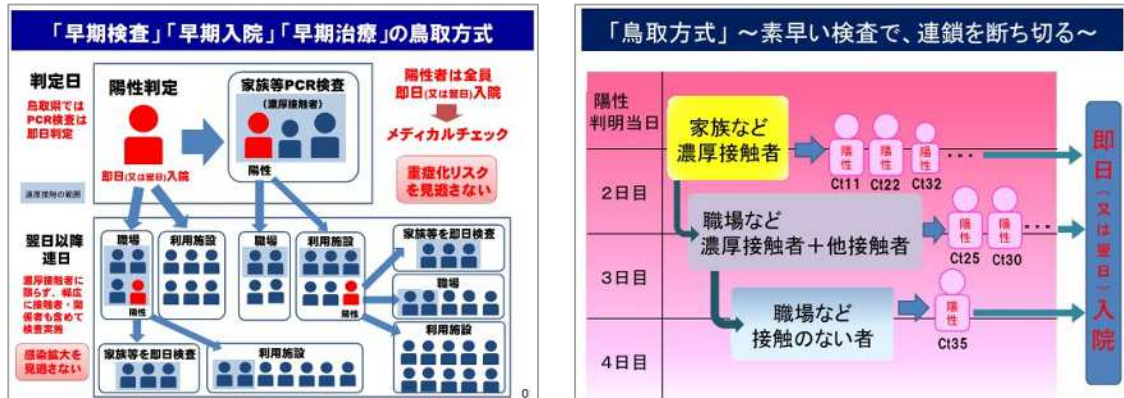 「早期検査」「早期入院」「早期治療」の鳥取方式
判定日
鳥取県では
PCR検査は
即日判定
陽性判定
即日(又は翌日)入院
家族等PCR検査
(濃厚接触者)
陽性
陽性者は全員
即日(又は翌日)入院
メディカルチェック
重症化リスク
を見逃さない
濃厚接触の範囲
翌日以降
連日
濃厚接触者に
限らず、幅広
に接触者・関
係者も含めて
検査実施
感染拡大を
見逃さない
職場
陽性
利用施設
職場
利用施設
陽性
家族等を即日検査
職場
利用施設
家族等を即日検査
利用施設
0
「鳥取方式」～素早い検査で、連鎖を断ち切る～
陽性
判明当日
2日目
3日目
4日目
家族など
濃厚接触者
陽性
陽性
陽性
・・・
Ct11
Ct22
Ct32
職場など
濃厚接触者+他接触者
陽性
陽性
・・・
Ct25
Ct30
職場など
接触のない者
陽性
Ct35
即日(又は翌日)入院